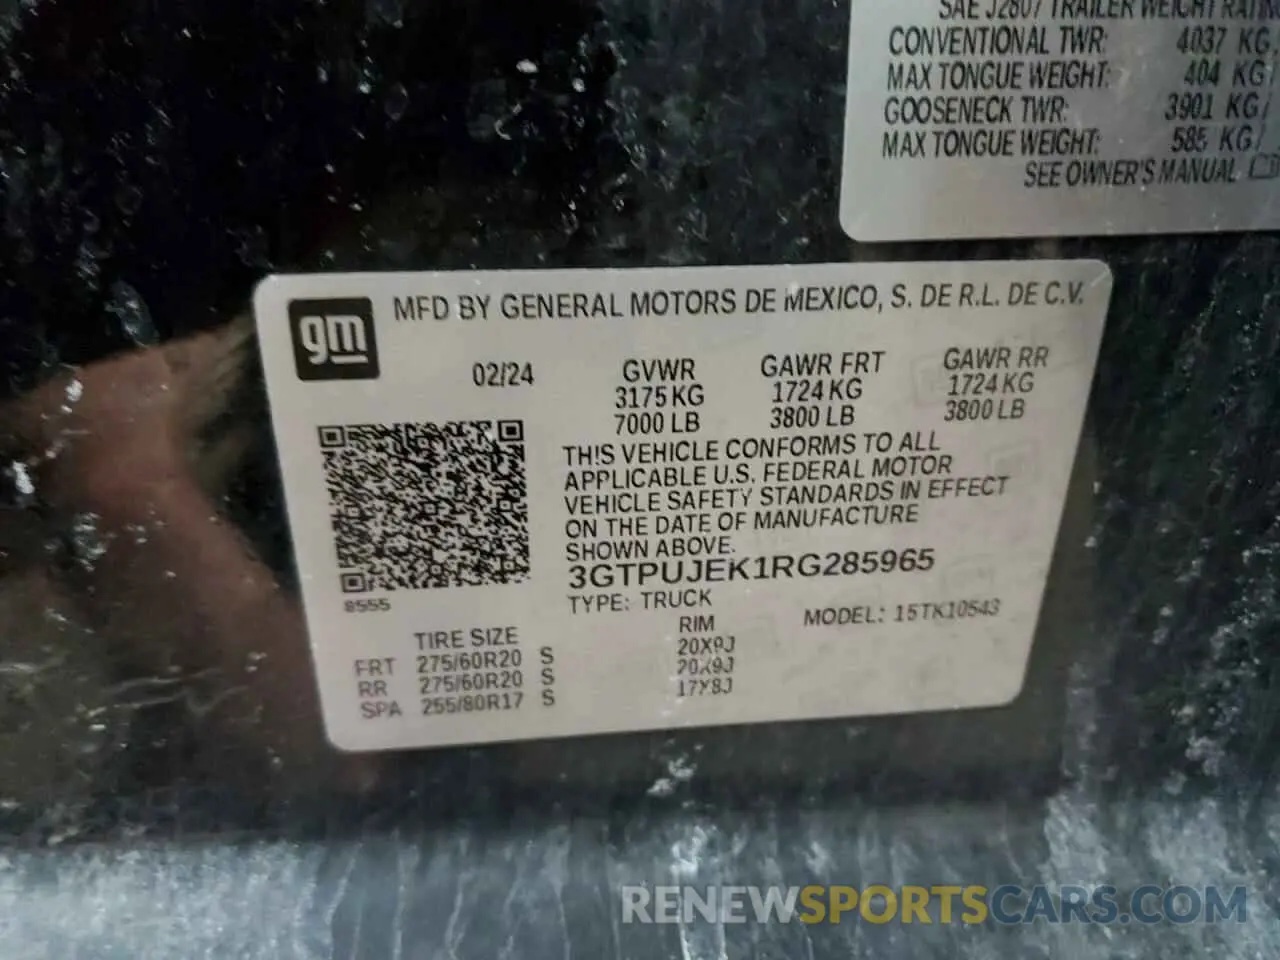 SAE J2807 TRAILER WEIGHT RATING
CONVENTIONAL TWR: 4037 KG
MAX TONGUE WEIGHT: 404 KG/
GOOSENECK TWR: 3901 KG/
MAX TONGUE WEIGHT: 585 KG/
SEE OWNER'S MANUAL
gm
MFD BY GENERAL MOTORS DE MEXICO, S. DE R.L. DE C.V.
02/24 GVWR GAWR FRT GAWR RR
3175 KG 1724 KG 1724 KG
7000 LB 3800 LB 3800 LB
THIS VEHICLE CONFORMS TO ALL
APPLICABLE U.S. FEDERAL MOTOR
VEHICLE SAFETY STANDARDS IN EFFECT
ON THE DATE OF MANUFACTURE
SHOWN ABOVE.
3GTPUJEK1RG285965
8555
TYPE: TRUCK MODEL: 15TK10543
TIRE SIZE RIM
FRT 275/60R20 S 20X9J
RR 275/60R20 S 20X9J
SPA 255/80R17 S 17X8J
RENEWSPORTSCARS.COM